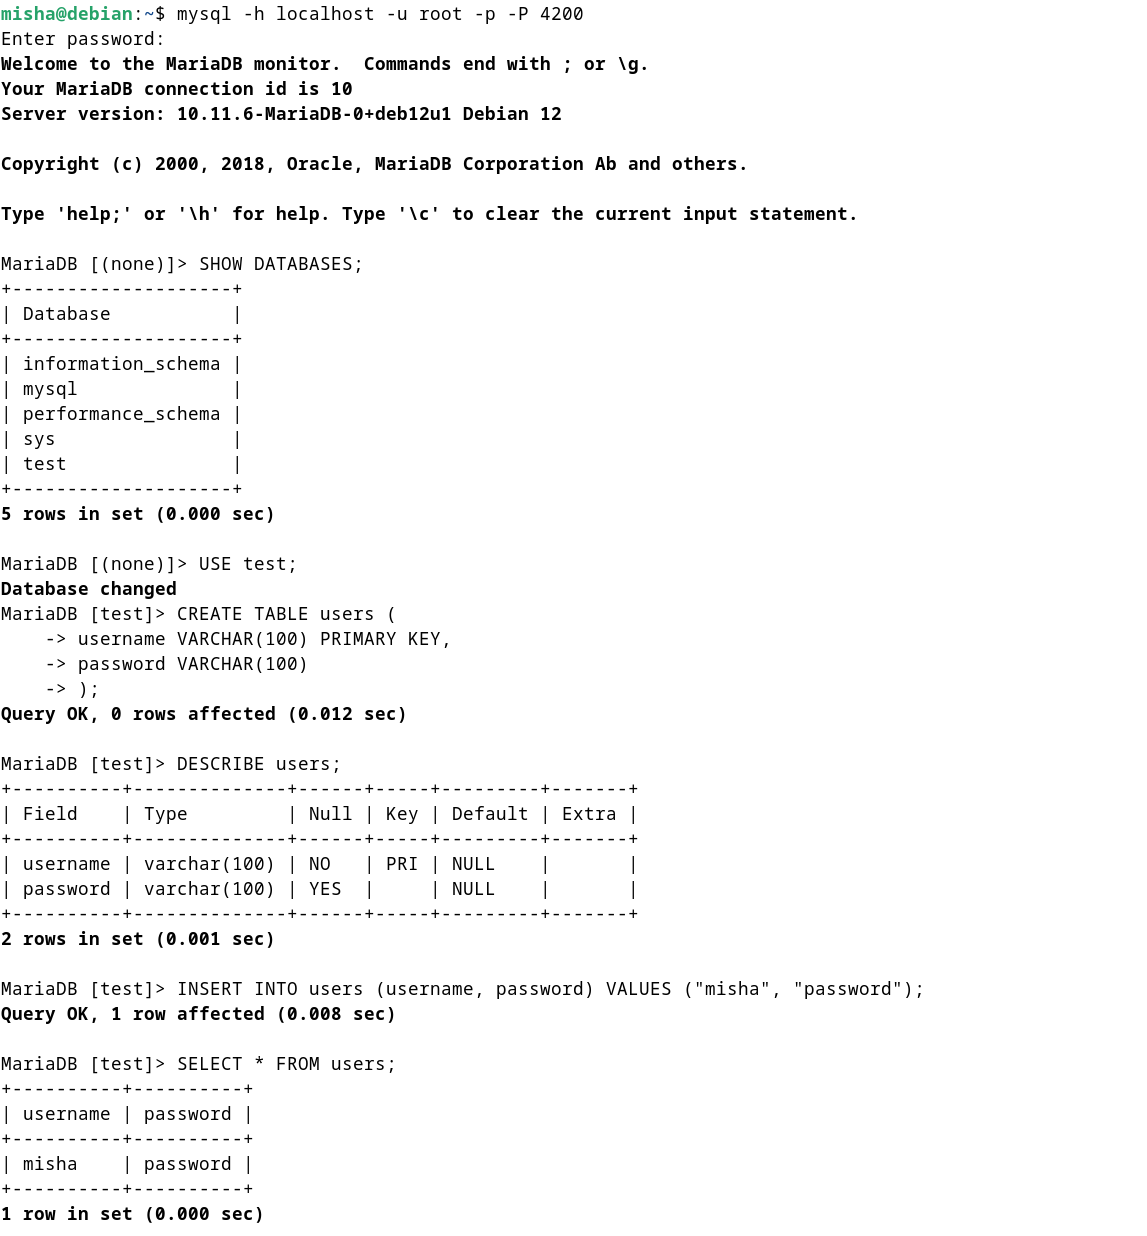 misha@debian:~$ mysql -h localhost -u root -p -P 4200
Enter password:
Welcome to the MariaDB monitor.  Commands end with ; or \g.
Your MariaDB connection id is 10
Server version: 10.11.6-MariaDB-0+deb12u1 Debian 12

Copyright (c) 2000, 2018, Oracle, MariaDB Corporation Ab and others.

Type 'help;' or '\h' for help. Type '\c' to clear the current input statement.

MariaDB [(none)]> SHOW DATABASES;
+--------------------+
| Database           |
+--------------------+
| information_schema |
| mysql              |
| performance_schema |
| sys                |
| test               |
+--------------------+
5 rows in set (0.000 sec)

MariaDB [(none)]> USE test;
Database changed
MariaDB [test]> CREATE TABLE users (
    -> username VARCHAR(100) PRIMARY KEY,
    -> password VARCHAR(100)
    -> );
Query OK, 0 rows affected (0.012 sec)

MariaDB [test]> DESCRIBE users;
+----------+--------------+------+-----+---------+-------+
| Field    | Type         | Null | Key | Default | Extra |
+----------+--------------+------+-----+---------+-------+
| username | varchar(100) | NO   | PRI | NULL    |       |
| password | varchar(100) | YES  |     | NULL    |       |
+----------+--------------+------+-----+---------+-------+
2 rows in set (0.001 sec)

MariaDB [test]> INSERT INTO users (username, password) VALUES ("misha", "password");
Query OK, 1 row affected (0.008 sec)

MariaDB [test]> SELECT * FROM users;
+----------+----------+
| username | password |
+----------+----------+
| misha    | password |
+----------+----------+
1 row in set (0.000 sec)